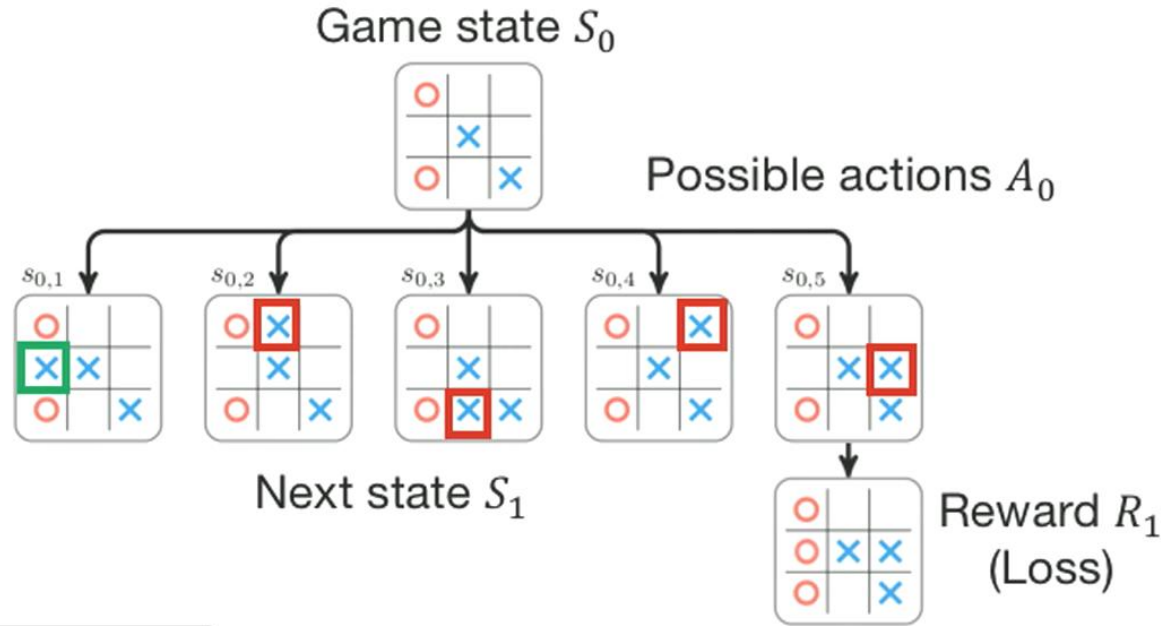 Game state S₀
Possible actions A₀
s₀,₁
s₀,₂
s₀,₃
s₀,₄
s₀,₅
Next state S₁
Reward R₁
(Loss)